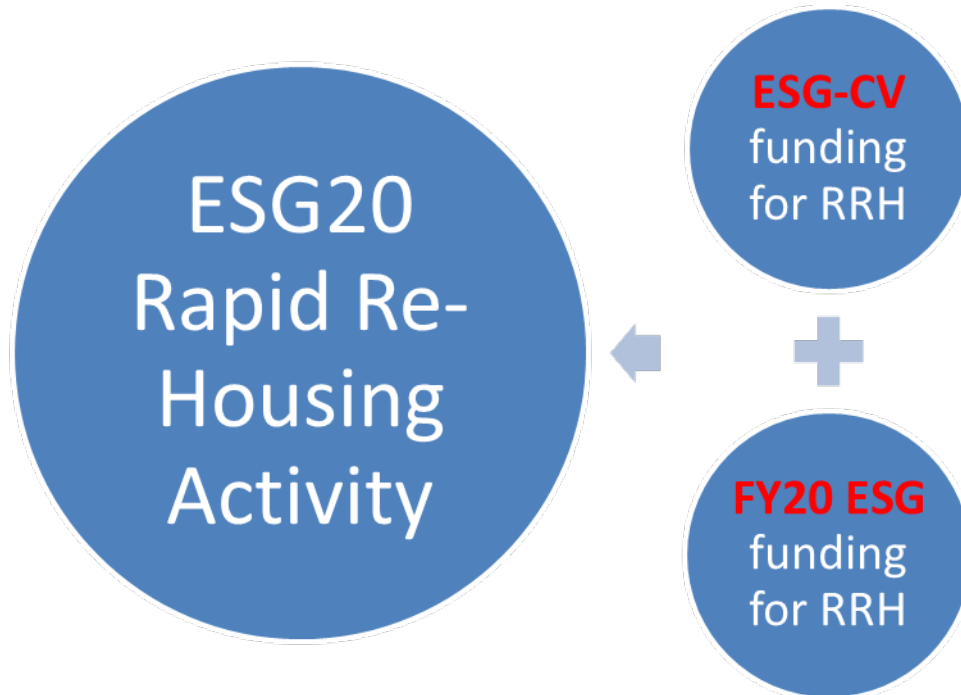 ESG20
Rapid Re-
Housing
Activity
ESG-CV
funding
for RRH
FY20 ESG
funding
for RRH